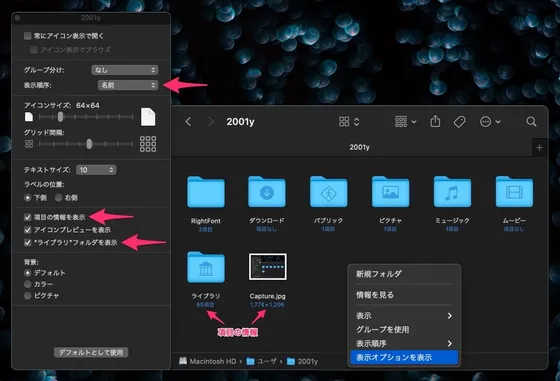 2001y
常にアイコン表示で開く
アイコン表示でブラウズ
グループ分け: なし
表示順序: 名前
アイコンサイズ: 64×64
グリッド間隔:
テキストサイズ: 10
ラベルの位置:
下側 右側
項目の情報を表示
アイコンプレビューを表示
"ライブラリ"フォルダを表示
背景:
デフォルト
カラー
ピクチャ
デフォルトとして使用
2001y
2001y
RightFont ダウンロード パブリック ピクチャ ミュージック ムービー
3項目 項目なし 1項目 1項目 1項目 項目なし
ライブラリ Capture.jpg
65項目 1,774×1,206
項目の情報
新規フォルダ
情報を見る
表示
グループを使用
表示順序
表示オプションを表示
Macintosh HD › ユーザ › 2001y